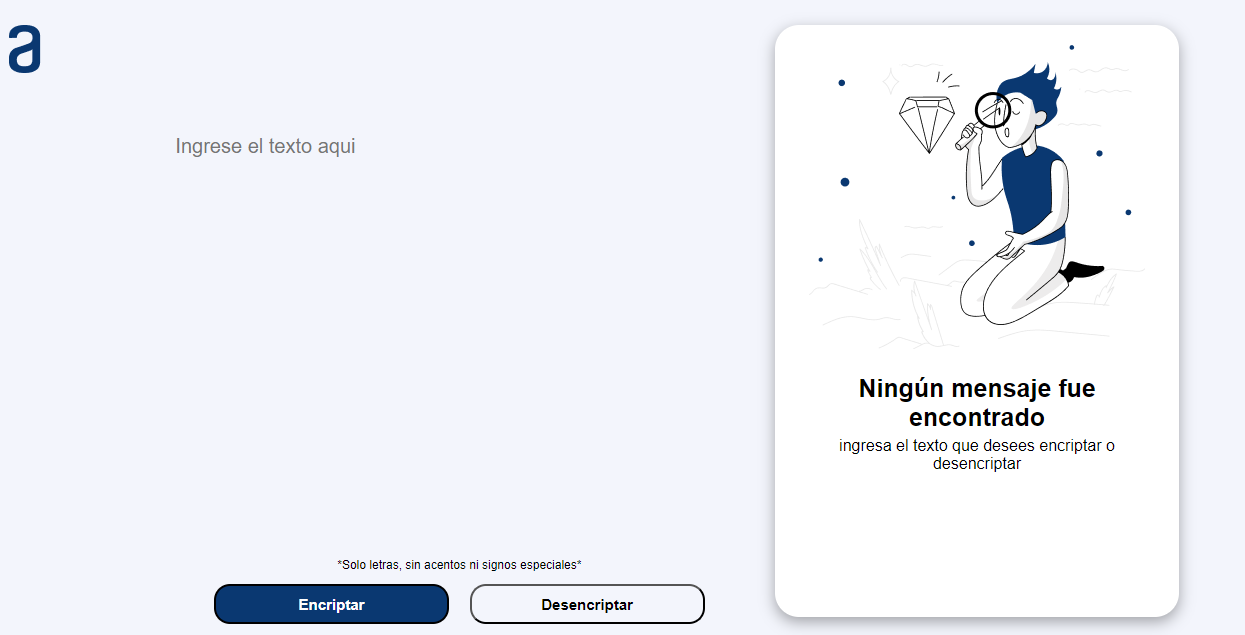 a
Ingrese el texto aqui
*Solo letras, sin acentos ni signos especiales*
Encriptar
Desencriptar
Ningún mensaje fue
encontrado
ingresa el texto que desees encriptar o
desencriptar